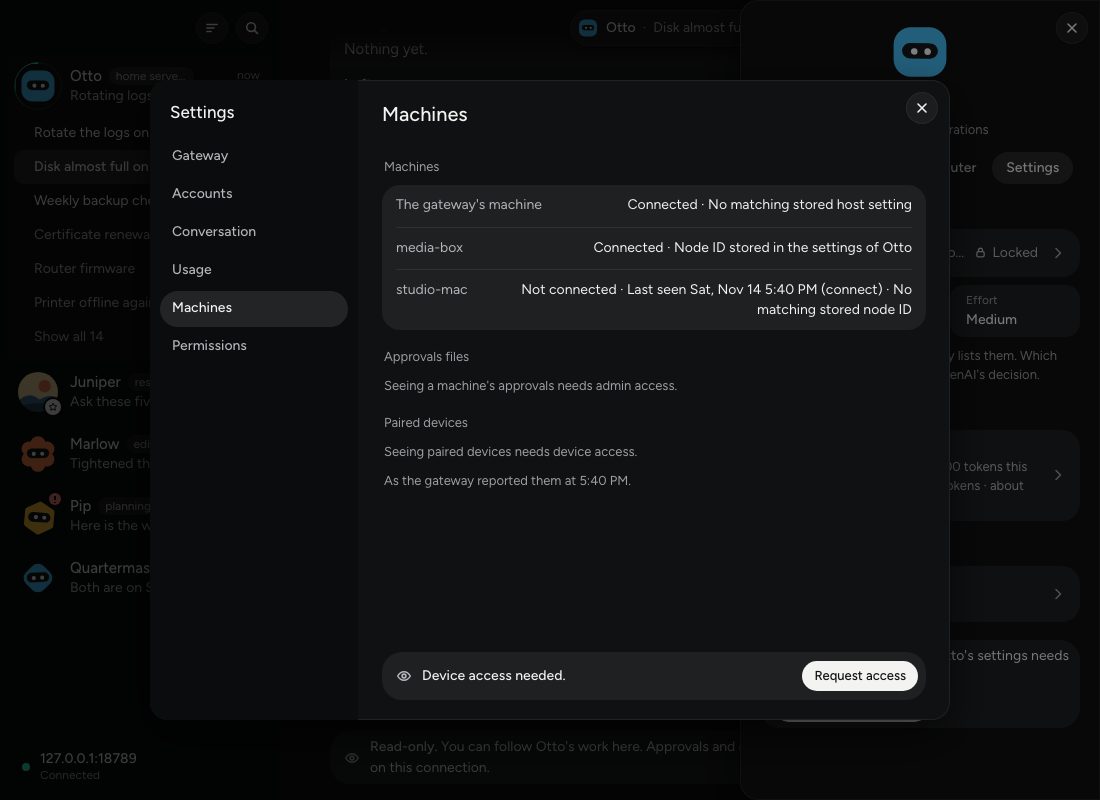 Nothing yet.
Otto · Disk almost fu
Otto home serve... now
Rotating logs
Rotate the logs on
Disk almost full on
Weekly backup che
Certificate renewa
Router firmware
Printer offline agai
Show all 14
Juniper res
Ask these fiv
Marlow edi
Tightened th
Pip planning
Here is the w
Quartermas
Both are on S
127.0.0.1:18789
Connected
Settings
Gateway
Accounts
Conversation
Usage
Machines
Permissions
Machines
Machines
The gateway's machine Connected · No matching stored host setting
media-box Connected · Node ID stored in the settings of Otto
studio-mac Not connected · Last seen Sat, Nov 14 5:40 PM (connect) · No
matching stored node ID
Approvals files
Seeing a machine's approvals needs admin access.
Paired devices
Seeing paired devices needs device access.
As the gateway reported them at 5:40 PM.
Device access needed. Request access
Read-only. You can follow Otto's work here. Approvals and
on this connection.
rations
uter Settings
o... Locked
Effort
Medium
y lists them. Which
enAI's decision.
00 tokens this
okens · about
tto's settings needs